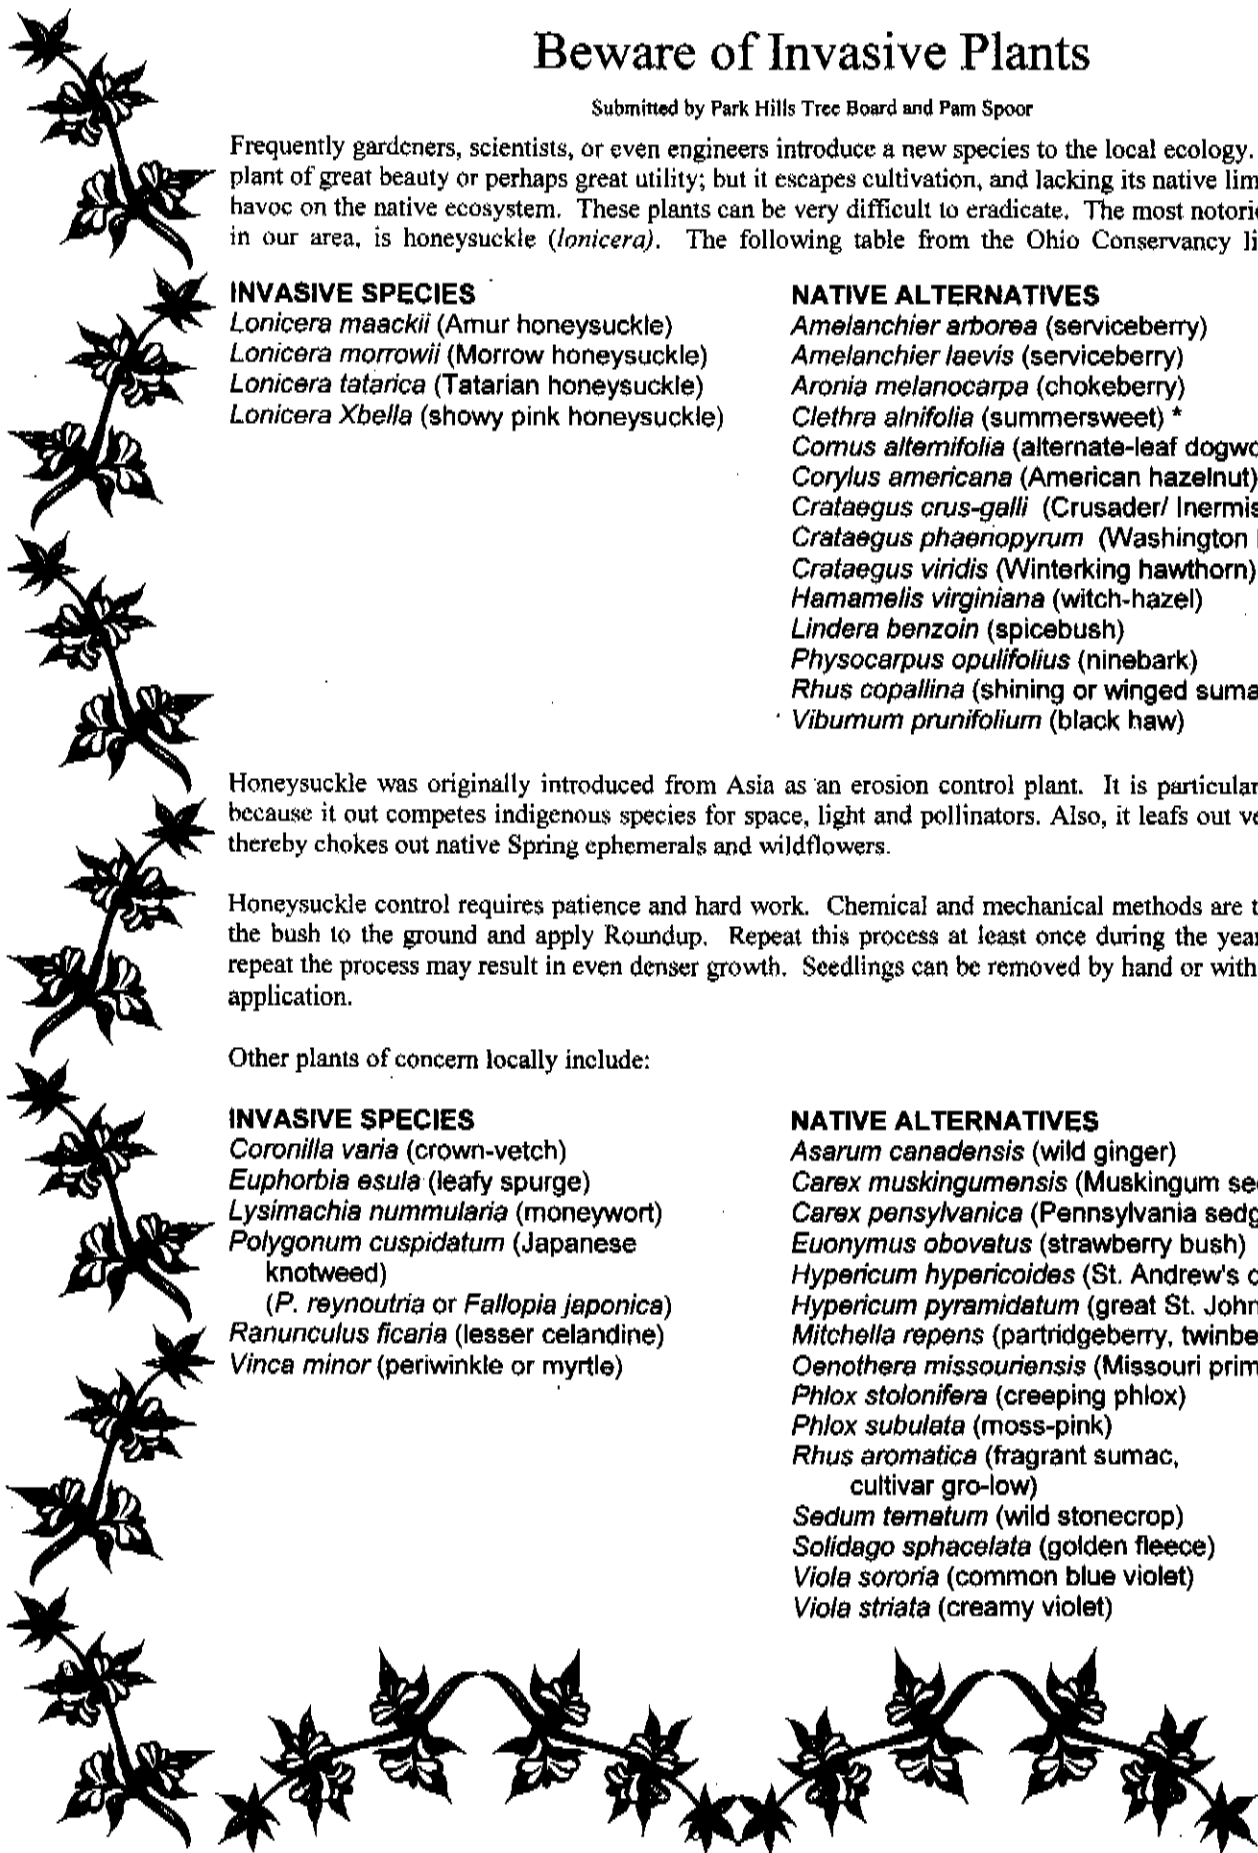 Beware of Invasive Plants
Submitted by Park Hills Tree Board and Pam Spoor
Frequently gardeners, scientists, or even engineers introduce a new species to the local ecology.
plant of great beauty or perhaps great utility; but it escapes cultivation, and lacking its native
havoc on the native ecosystem. These plants can be very difficult to eradicate. The most
in our area, is honeysuckle (lonicera). The following table from the Ohio Conservancy
INVASIVE SPECIES
Lonicera maackii (Amur honeysuckle)
Lonicera morrowii (Morrow honeysuckle)
Lonicera tatarica (Tatarian honeysuckle)
Lonicera Xbella (showy pink honeysuckle)
NATIVE ALTERNATIVES
Amelanchier arborea (serviceberry)
Amelanchier laevis (serviceberry)
Aronia melanocarpa (chokeberry)
Clethra alnifolia (summersweet) *
Cornus alternifolia (alternate-leaf
Corylus americana (American hazelnut)
Crataegus crus-galli (Crusader/ Inermis
Crataegus phaenopyrum (Washington
Crataegus viridis (Winterking hawthorn)
Hamamelis virginiana (witch-hazel)
Lindera benzoin (spicebush)
Physocarpus opulifolius (ninebark)
Rhus copallina (shining or winged
Viburnum prunifolium (black haw)
Honeysuckle was originally introduced from Asia as an erosion control plant. It is
because it out competes indigenous species for space, light and pollinators. Also, it leafs out
thereby chokes out native Spring ephemerals and wildflowers.
Honeysuckle control requires patience and hard work. Chemical and mechanical methods are
the bush to the ground and apply Roundup. Repeat this process at least once during the year
repeat the process may result in even denser growth. Seedlings can be removed by hand or with
application.
Other plants of concern locally include:
INVASIVE SPECIES
Coronilla varia (crown-vetch)
Euphorbia esula (leafy spurge)
Lysimachia nummularia (moneywort)
Polygonum cuspidatum (Japanese
knotweed)
(P. reynoutria or Fallopia japonica)
Ranunculus ficaria (lesser celandine)
Vinca minor (periwinkle or myrtle)
NATIVE ALTERNATIVES
Asarum canadensis (wild ginger)
Carex muskingumensis (Muskingum
Carex pensylvanica (Pennsylvania
Euonymus obovatus (strawberry bush)
Hypericum hypericoides (St. Andrew's
Hypericum pyramidatum (great St.
Mitchella repens (partridgeberry,
Oenothera missouriensis (Missouri
Phlox stolonifera (creeping phlox)
Phlox subulata (moss-pink)
Rhus aromatica (fragrant sumac,
cultivar gro-low)
Sedum ternatum (wild stonecrop)
Solidago sphacelata (golden fleece)
Viola sororia (common blue violet)
Viola striata (creamy violet)